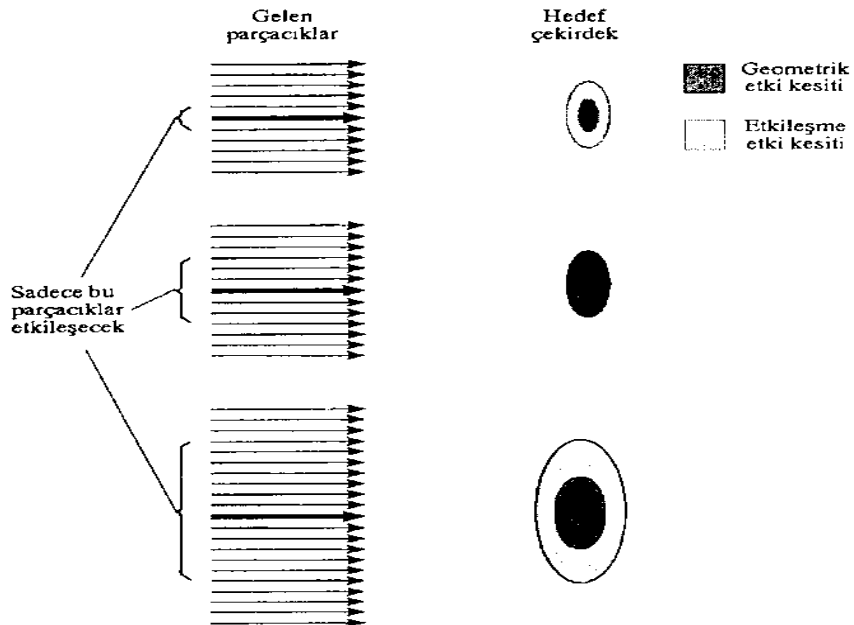 Gelen
parçacıklar
Hedef
çekirdek
Geometrik
etki kesiti
Etkileşme
etki kesiti
Sadece bu
parçacıklar
etkileşecek